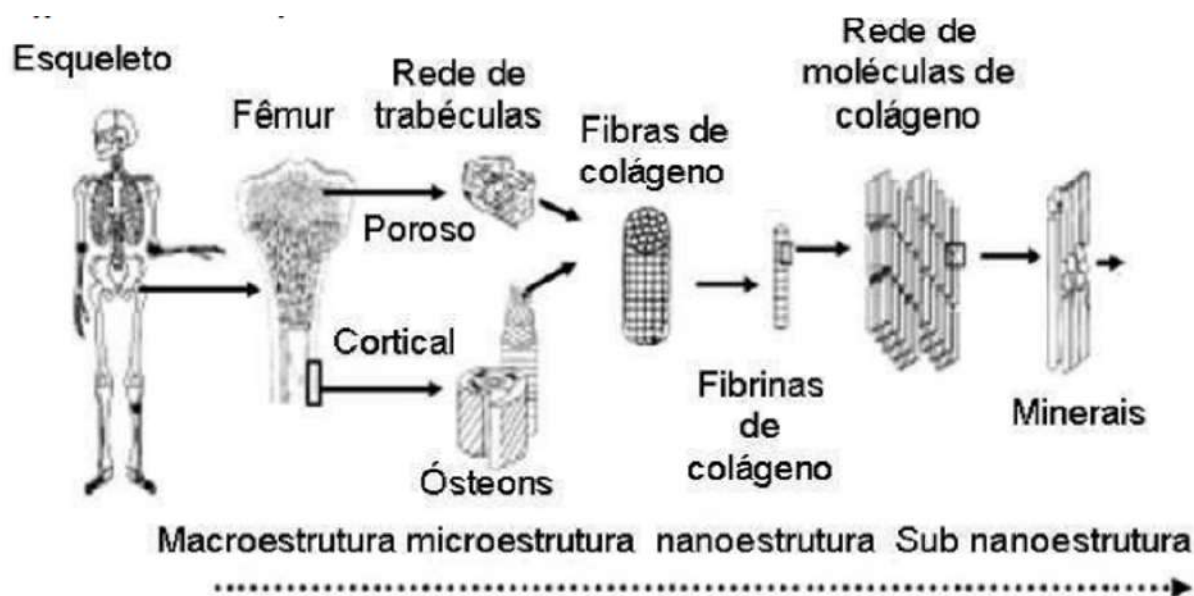 Esqueleto
Fêmur
Rede de
trabéculas
Fibras de
colágeno
Rede de
moléculas de
colágeno
Poroso
Cortical
Ósteons
Fibrinas
de
colágeno
Minerais
Macroestrutura microestrutura nanoestrutura Sub nanoestrutura